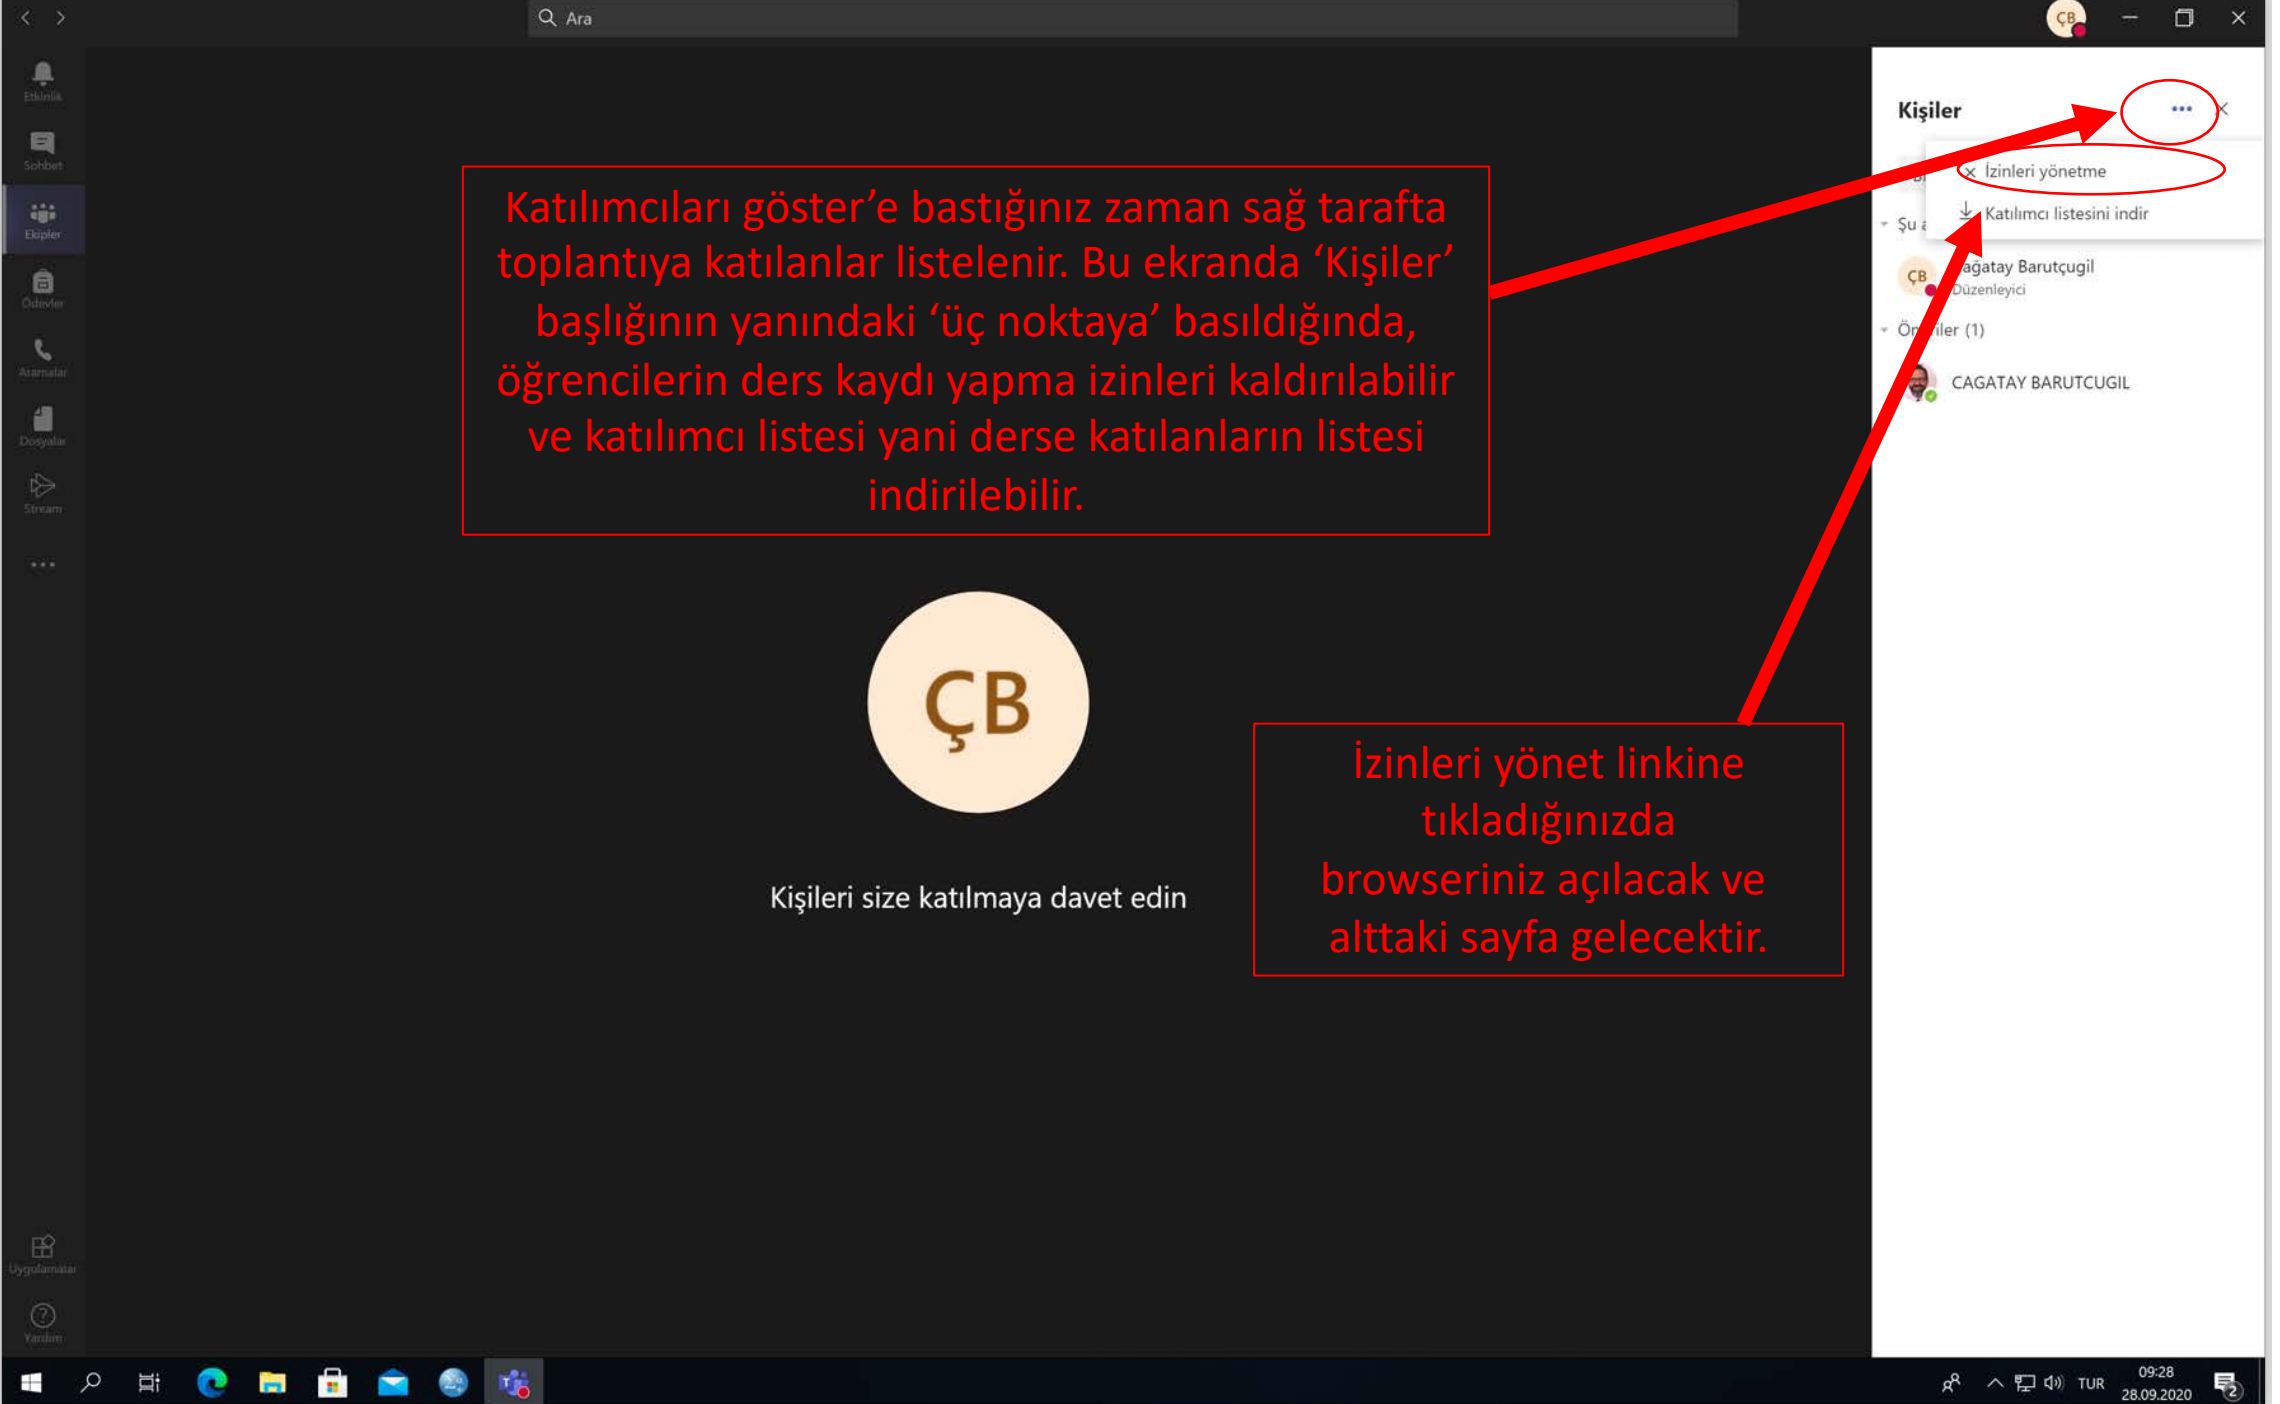 Ara
ÇB
Etkinlik
Sohbet
Ekipler
Ödevler
Aramalar
Dosyalar
Stream
Uygulamalar
Yardım
Katılımcıları göster’e bastığınız zaman sağ tarafta
toplantıya katılanlar listelenir. Bu ekranda ‘Kişiler’
başlığının yanındaki ‘üç noktaya’ basıldığında,
öğrencilerin ders kaydı yapma izinleri kaldırılabilir
ve katılımcı listesi yani derse katılanların listesi
indirilebilir.
ÇB
Kişileri size katılmaya davet edin
İzinleri yönet linkine
tıkladığınızda
browseriniz açılacak ve
alttaki sayfa gelecektir.
Kişiler
İzinleri yönetme
Katılımcı listesini indir
Şu
ÇB
ağatay Barutçugil
Düzenleyici
Ön iler (1)
CAGATAY BARUTCUGIL
TUR
09:28
28.09.2020
2